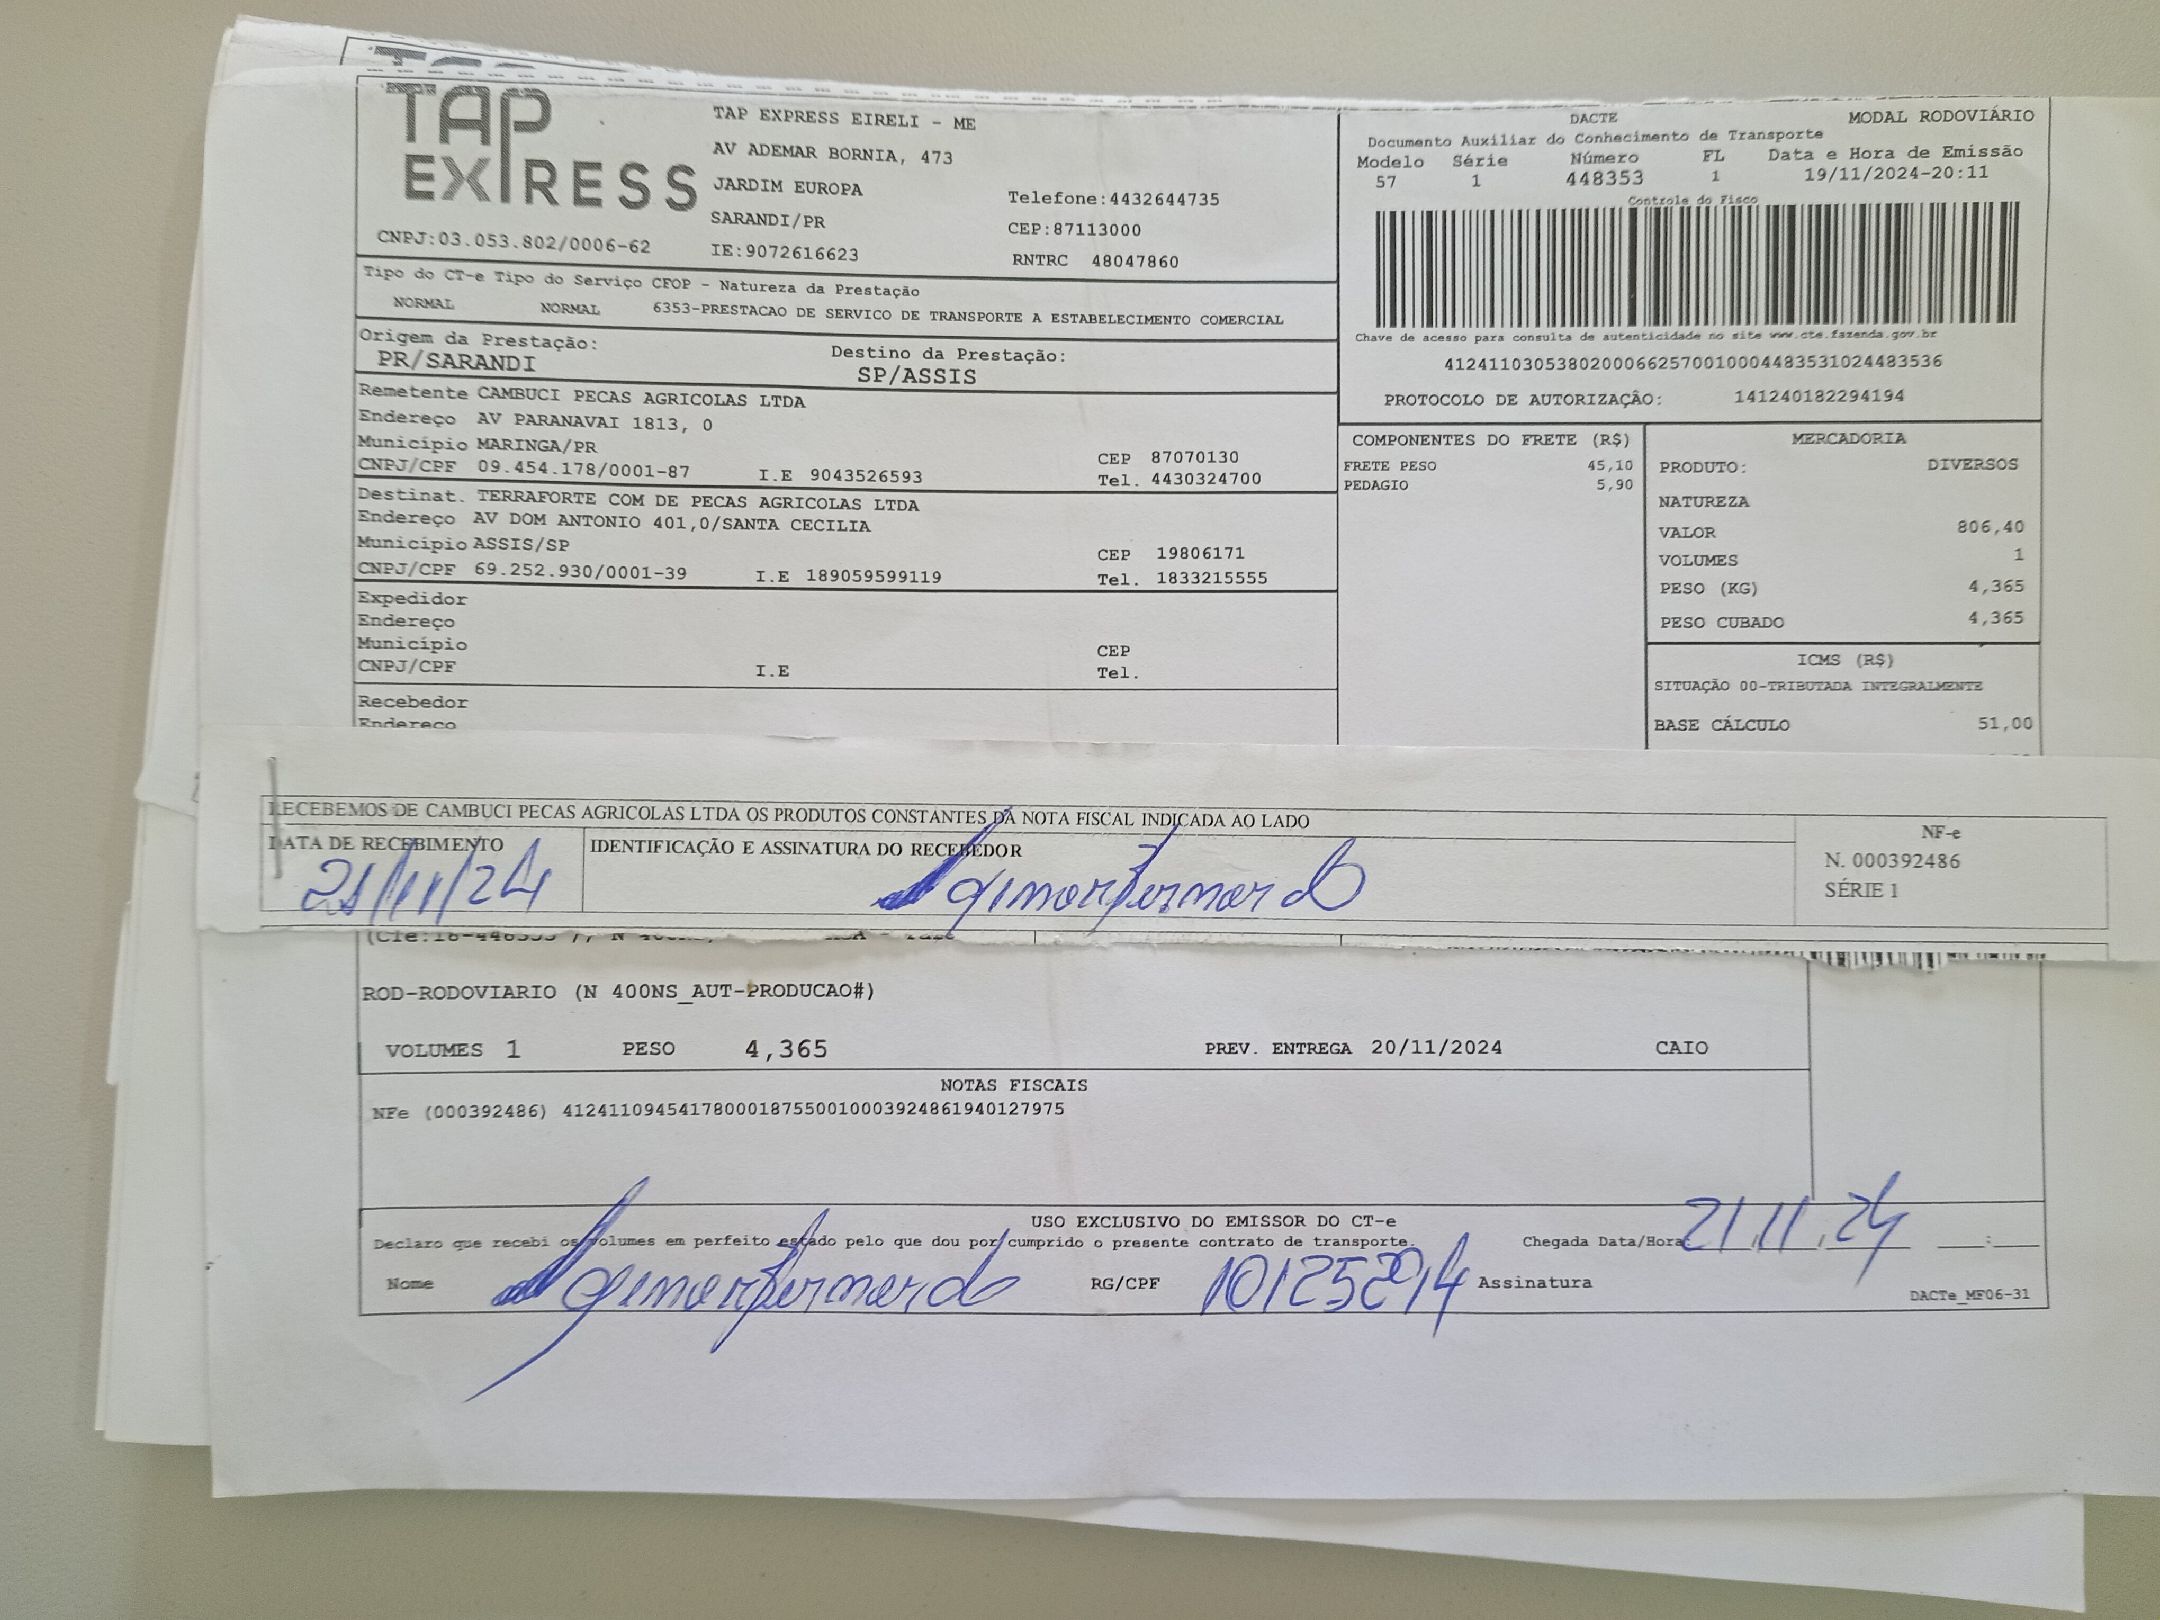 TAP EXPRESS
TAP EXPRESS EIRELI - ME
AV ADEMAR BORNIA, 473
JARDIM EUROPA
SARANDI/PR
Telefone:4432644735
CEP:87113000
CNPJ:03.053.802/0006-62
IE:9072616623
RNTRC 48047860
DACTE
MODAL RODOVIÁRIO
Documento Auxiliar do Conhecimento de Transporte
Modelo Série Número FL Data e Hora de Emissão
57 1 448353 1 19/11/2024-20:11
Controle do Fisco
Chave de acesso para consulta de autenticidade no site www.cte.fazenda.gov.br
41241103053802000662570010004483531024483536
PROTOCOLO DE AUTORIZAÇÃO: 141240182294194
Tipo do CT-e Tipo do Serviço CFOP - Natureza da Prestação
NORMAL NORMAL 6353-PRESTACAO DE SERVICO DE TRANSPORTE A ESTABELECIMENTO COMERCIAL
Origem da Prestação: Destino da Prestação:
PR/SARANDI SP/ASSIS
Remetente CAMBUCI PECAS AGRICOLAS LTDA
Endereço AV PARANAVAI 1813, 0
Município MARINGA/PR CEP 87070130
CNPJ/CPF 09.454.178/0001-87 I.E 9043526593 Tel. 4430324700
Destinat. TERRAFORTE COM DE PECAS AGRICOLAS LTDA
Endereço AV DOM ANTONIO 401,0/SANTA CECILIA
Município ASSIS/SP CEP 19806171
CNPJ/CPF 69.252.930/0001-39 I.E 189059599119 Tel. 1833215555
Expedidor
Endereço
Município CEP
CNPJ/CPF I.E Tel.
Recebedor
Endereço
COMPONENTES DO FRETE (R$)
FRETE PESO 45,10
PEDAGIO 5,90
MERCADORIA
PRODUTO: DIVERSOS
NATUREZA
VALOR 806,40
VOLUMES 1
PESO (KG) 4,365
PESO CUBADO 4,365
ICMS (R$)
SITUAÇÃO 00-TRIBUTADA INTEGRALMENTE
BASE CÁLCULO 51,00
RECEBEMOS DE CAMBUCI PECAS AGRICOLAS LTDA OS PRODUTOS CONSTANTES DA NOTA FISCAL INDICADA AO LADO
DATA DE RECEBIMENTO IDENTIFICAÇÃO E ASSINATURA DO RECEBEDOR
21/11/24
NF-e
N. 000392486
SÉRIE 1
ROD-RODOVIARIO (N 400NS_AUT-PRODUCAO#)
VOLUMES 1 PESO 4,365 PREV. ENTREGA 20/11/2024 CAIO
NOTAS FISCAIS
NFe (000392486) 41241109454178000187550010003924861940127975
USO EXCLUSIVO DO EMISSOR DO CT-e
Declaro que recebi os volumes em perfeito estado pelo que dou por cumprido o presente contrato de transporte. Chegada Data/Hora: 21.11.24 __:__
Nome RG/CPF Assinatura
DACTe_MF06-31